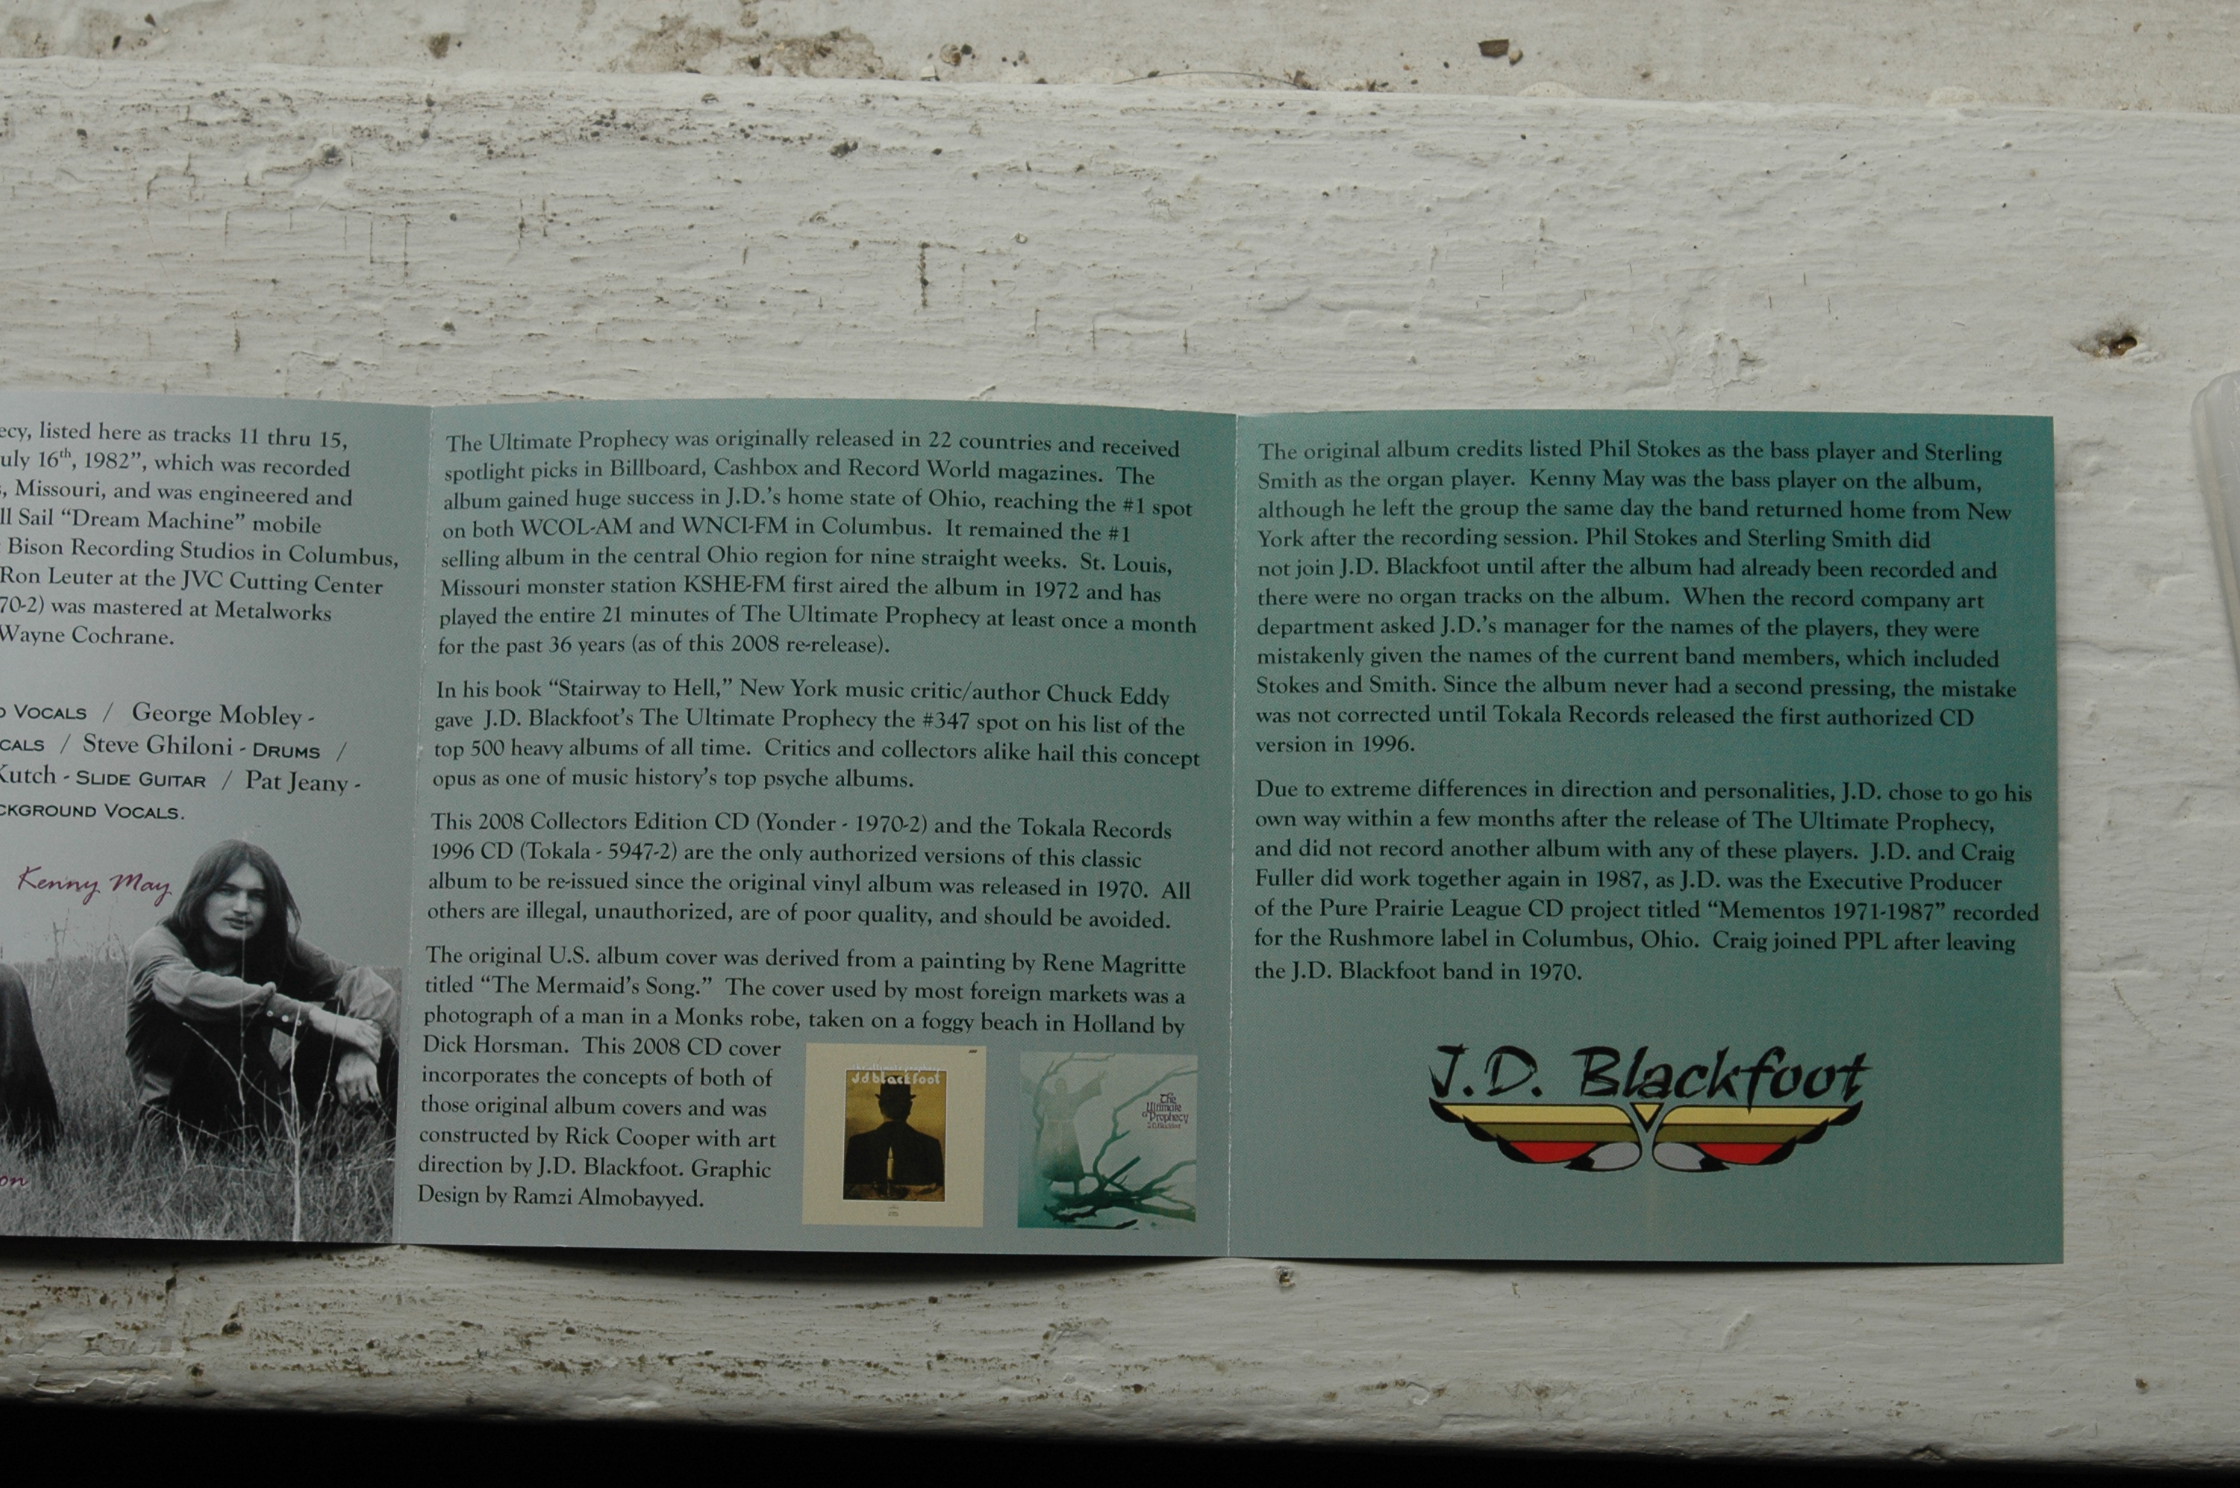 ecy, listed here as tracks 11 thru 15,
uly 16th, 1982”, which was recorded
, Missouri, and was engineered and
ll Sail “Dream Machine” mobile
Bison Recording Studios in Columbus,
Ron Leuter at the JVC Cutting Center
70-2) was mastered at Metalworks
Wayne Cochrane.
D VOCALS / George Mobley -
CALS / Steve Ghiloni - DRUMS /
Kutch - SLIDE GUITAR / Pat Jeany -
CKGROUND VOCALS.
Kenny May
on
The Ultimate Prophecy was originally released in 22 countries and received
spotlight picks in Billboard, Cashbox and Record World magazines. The
album gained huge success in J.D.'s home state of Ohio, reaching the #1 spot
on both WCOL-AM and WNCI-FM in Columbus. It remained the #1
selling album in the central Ohio region for nine straight weeks. St. Louis,
Missouri monster station KSHE-FM first aired the album in 1972 and has
played the entire 21 minutes of The Ultimate Prophecy at least once a month
for the past 36 years (as of this 2008 re-release).
In his book “Stairway to Hell,” New York music critic/author Chuck Eddy
gave J.D. Blackfoot's The Ultimate Prophecy the #347 spot on his list of the
top 500 heavy albums of all time. Critics and collectors alike hail this concept
opus as one of music history's top psyche albums.
This 2008 Collectors Edition CD (Yonder - 1970-2) and the Tokala Records
1996 CD (Tokala - 5947-2) are the only authorized versions of this classic
album to be re-issued since the original vinyl album was released in 1970. All
others are illegal, unauthorized, are of poor quality, and should be avoided.
The original U.S. album cover was derived from a painting by Rene Magritte
titled “The Mermaid's Song.” The cover used by most foreign markets was a
photograph of a man in a Monks robe, taken on a foggy beach in Holland by
Dick Horsman. This 2008 CD cover
incorporates the concepts of both of
those original album covers and was
constructed by Rick Cooper with art
direction by J.D. Blackfoot. Graphic
Design by Ramzi Almobayyed.
the ultimate prophecy
jd blackfoot
The
Ultimate
Prophecy
J.D. Blackfoot
The original album credits listed Phil Stokes as the bass player and Sterling
Smith as the organ player. Kenny May was the bass player on the album,
although he left the group the same day the band returned home from New
York after the recording session. Phil Stokes and Sterling Smith did
not join J.D. Blackfoot until after the album had already been recorded and
there were no organ tracks on the album. When the record company art
department asked J.D.'s manager for the names of the players, they were
mistakenly given the names of the current band members, which included
Stokes and Smith. Since the album never had a second pressing, the mistake
was not corrected until Tokala Records released the first authorized CD
version in 1996.
Due to extreme differences in direction and personalities, J.D. chose to go his
own way within a few months after the release of The Ultimate Prophecy,
and did not record another album with any of these players. J.D. and Craig
Fuller did work together again in 1987, as J.D. was the Executive Producer
of the Pure Prairie League CD project titled “Mementos 1971-1987” recorded
for the Rushmore label in Columbus, Ohio. Craig joined PPL after leaving
the J.D. Blackfoot band in 1970.
J.D. Blackfoot